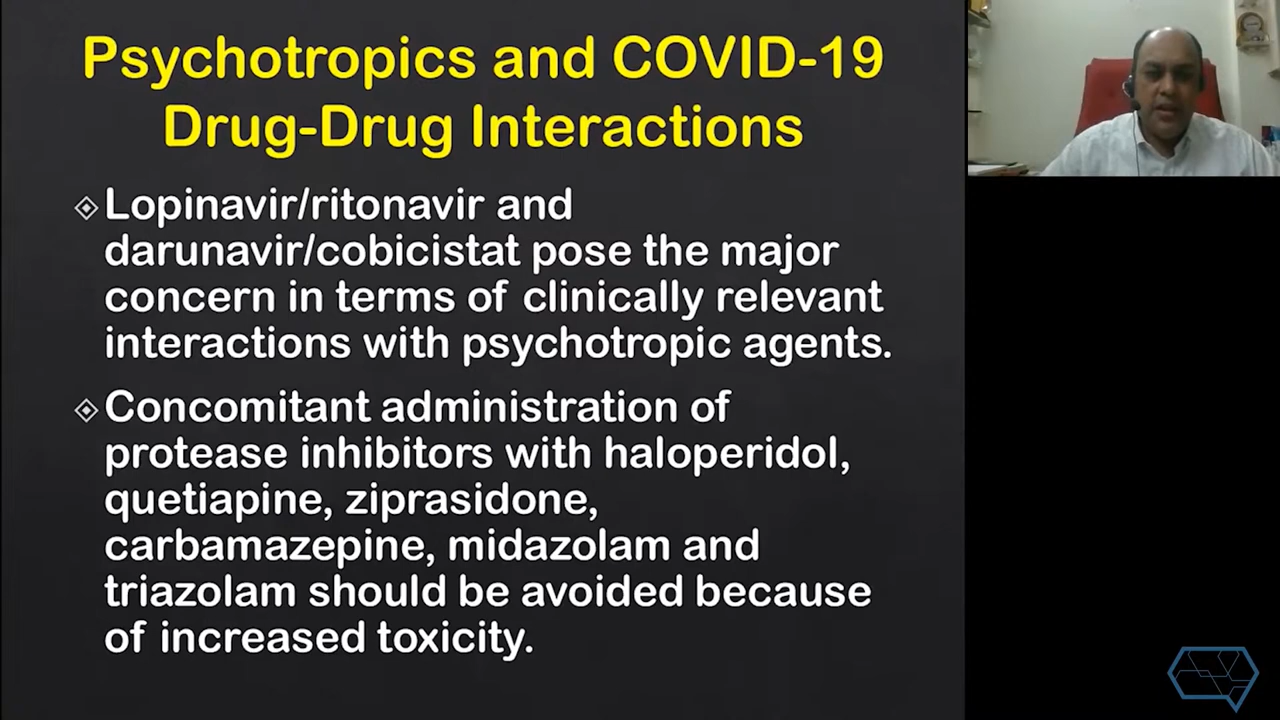 Psychotropics and COVID-19
Drug-Drug Interactions
Lopinavir/ritonavir and
darunavir/cobicistat pose the major
concern in terms of clinically relevant
interactions with psychotropic agents.
Concomitant administration of
protease inhibitors with haloperidol,
quetiapine, ziprasidone,
carbamazepine, midazolam and
triazolam should be avoided because
of increased toxicity.